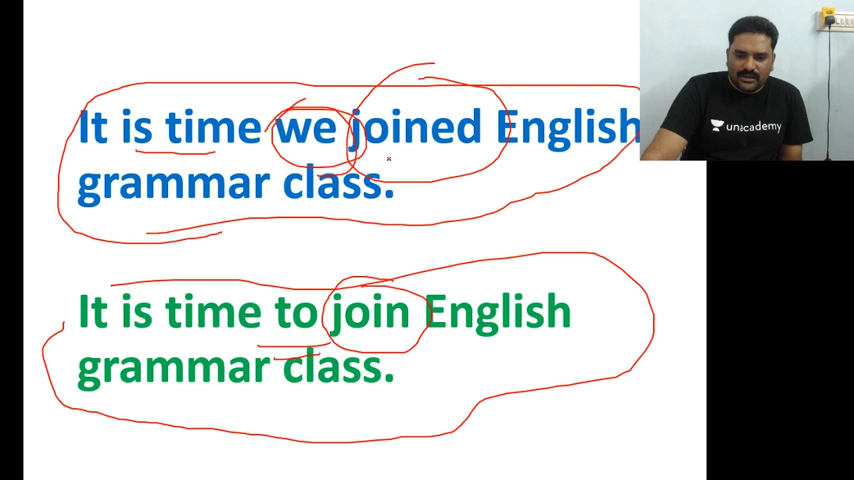 It is time we joined English
grammar class.
unacademy
It is time to join English
grammar class.